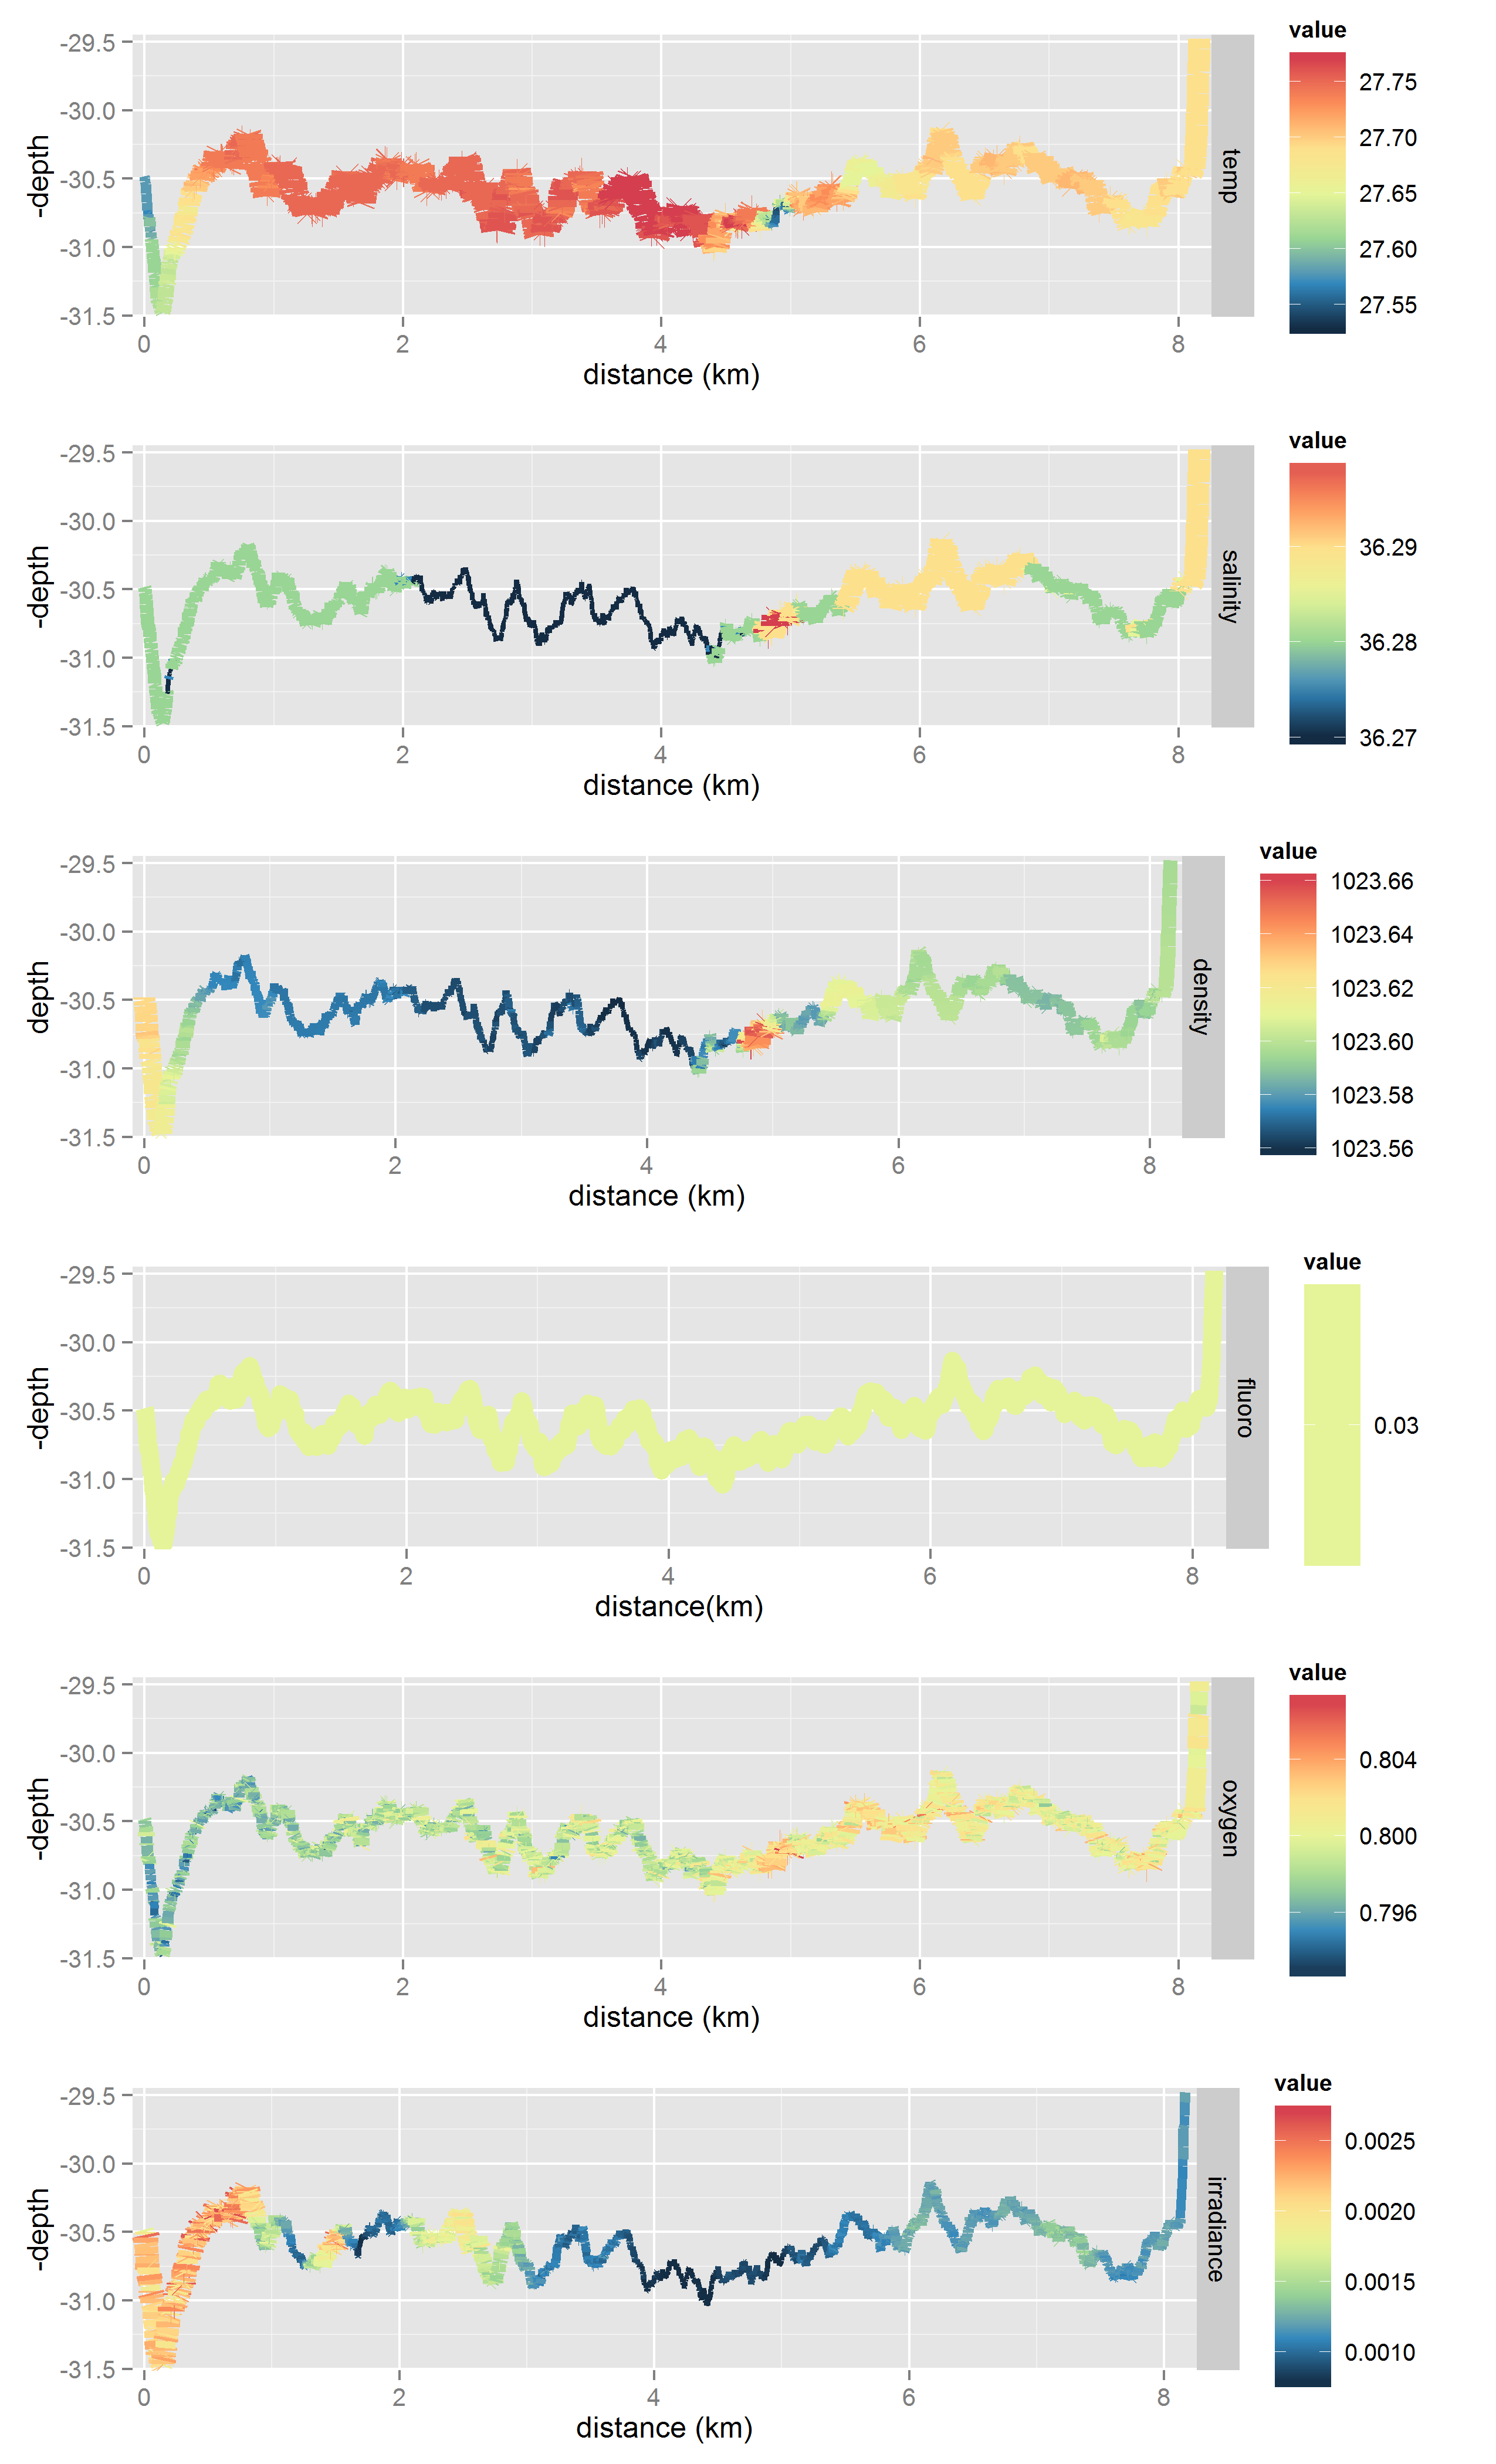 value
-29.5
-30.0
-30.5
-31.0
-31.5
-depth
temp
27.75
27.70
27.65
27.60
27.55
0 2 4 6 8
distance (km)
value
-29.5
-30.0
-30.5
-31.0
-31.5
-depth
salinity
36.29
36.28
36.27
0 2 4 6 8
distance (km)
value
-29.5
-30.0
-30.5
-31.0
-31.5
depth
density
1023.66
1023.64
1023.62
1023.60
1023.58
1023.56
0 2 4 6 8
distance (km)
value
-29.5
-30.0
-30.5
-31.0
-31.5
-depth
fluoro
0.03
0 2 4 6 8
distance(km)
value
-29.5
-30.0
-30.5
-31.0
-31.5
-depth
oxygen
0.804
0.800
0.796
0 2 4 6 8
distance (km)
value
-29.5
-30.0
-30.5
-31.0
-31.5
-depth
irradiance
0.0025
0.0020
0.0015
0.0010
0 2 4 6 8
distance (km)